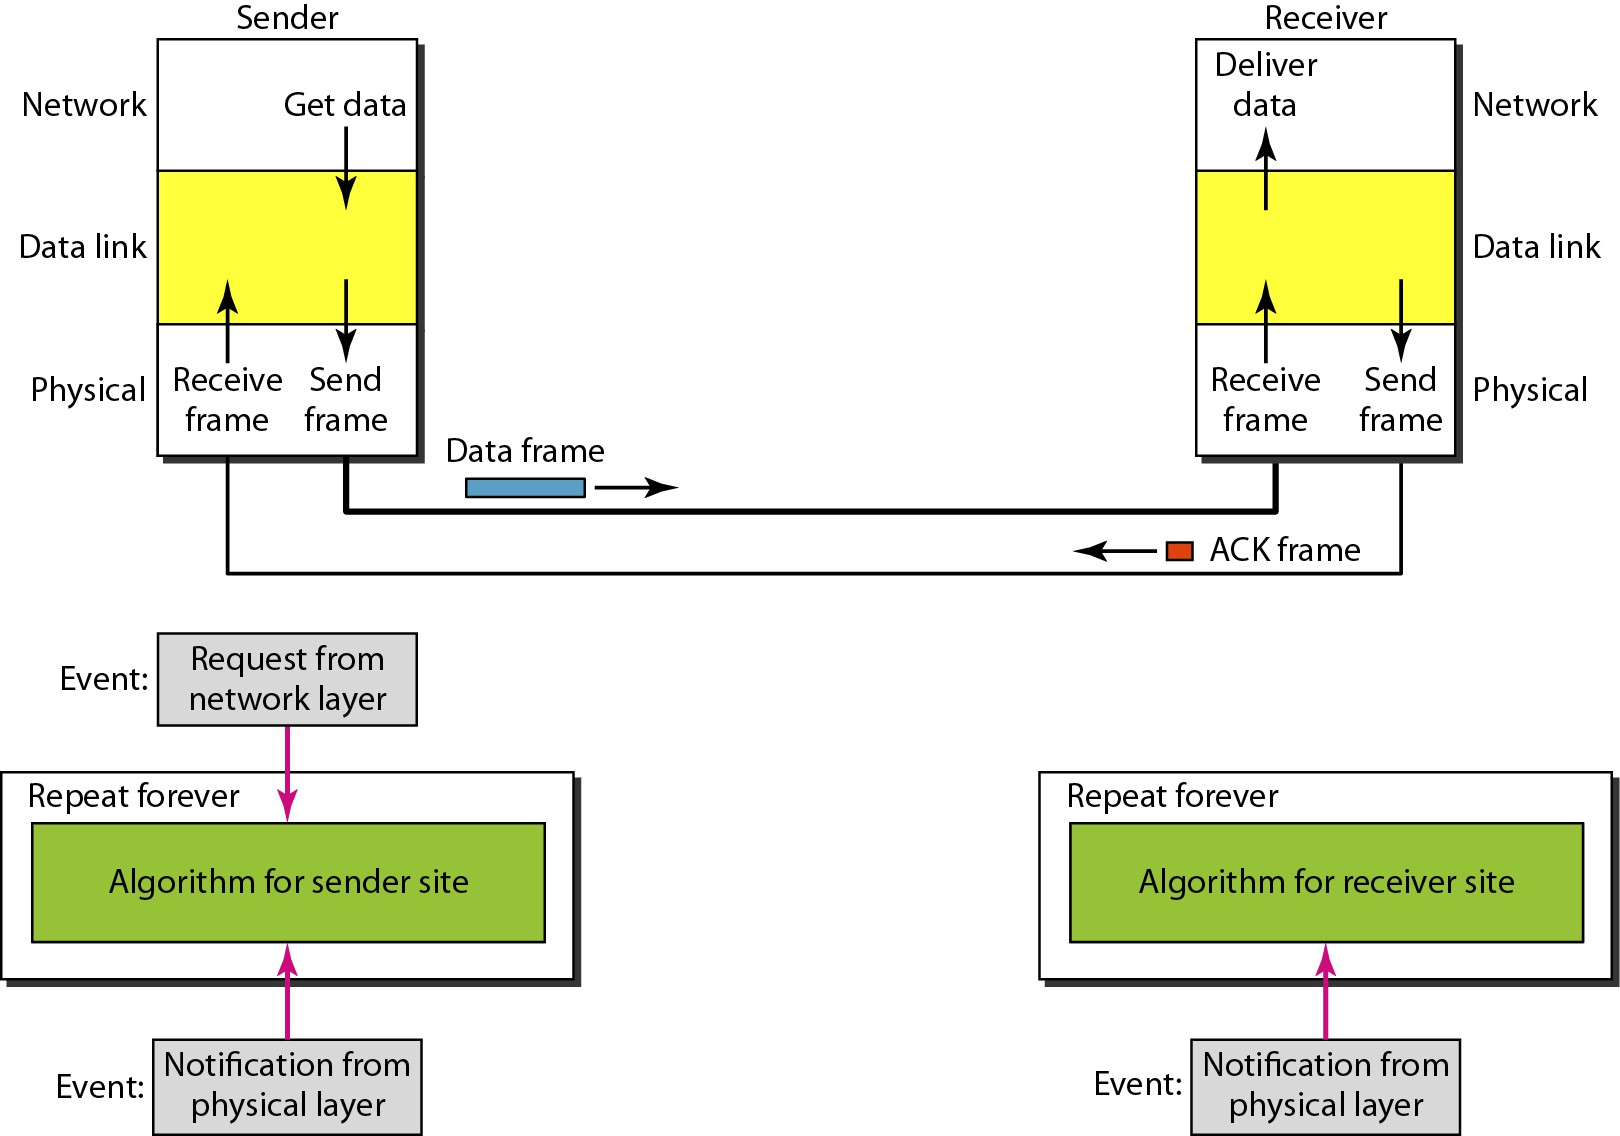 Sender
Receiver
Network
Get data
Deliver
data
Network
Data link
Data link
Physical
Receive
frame
Send
frame
Receive
frame
Send
frame
Physical
Data frame
ACK frame
Event:
Request from
network layer
Repeat forever
Algorithm for sender site
Repeat forever
Algorithm for receiver site
Event:
Notification from
physical layer
Event:
Notification from
physical layer